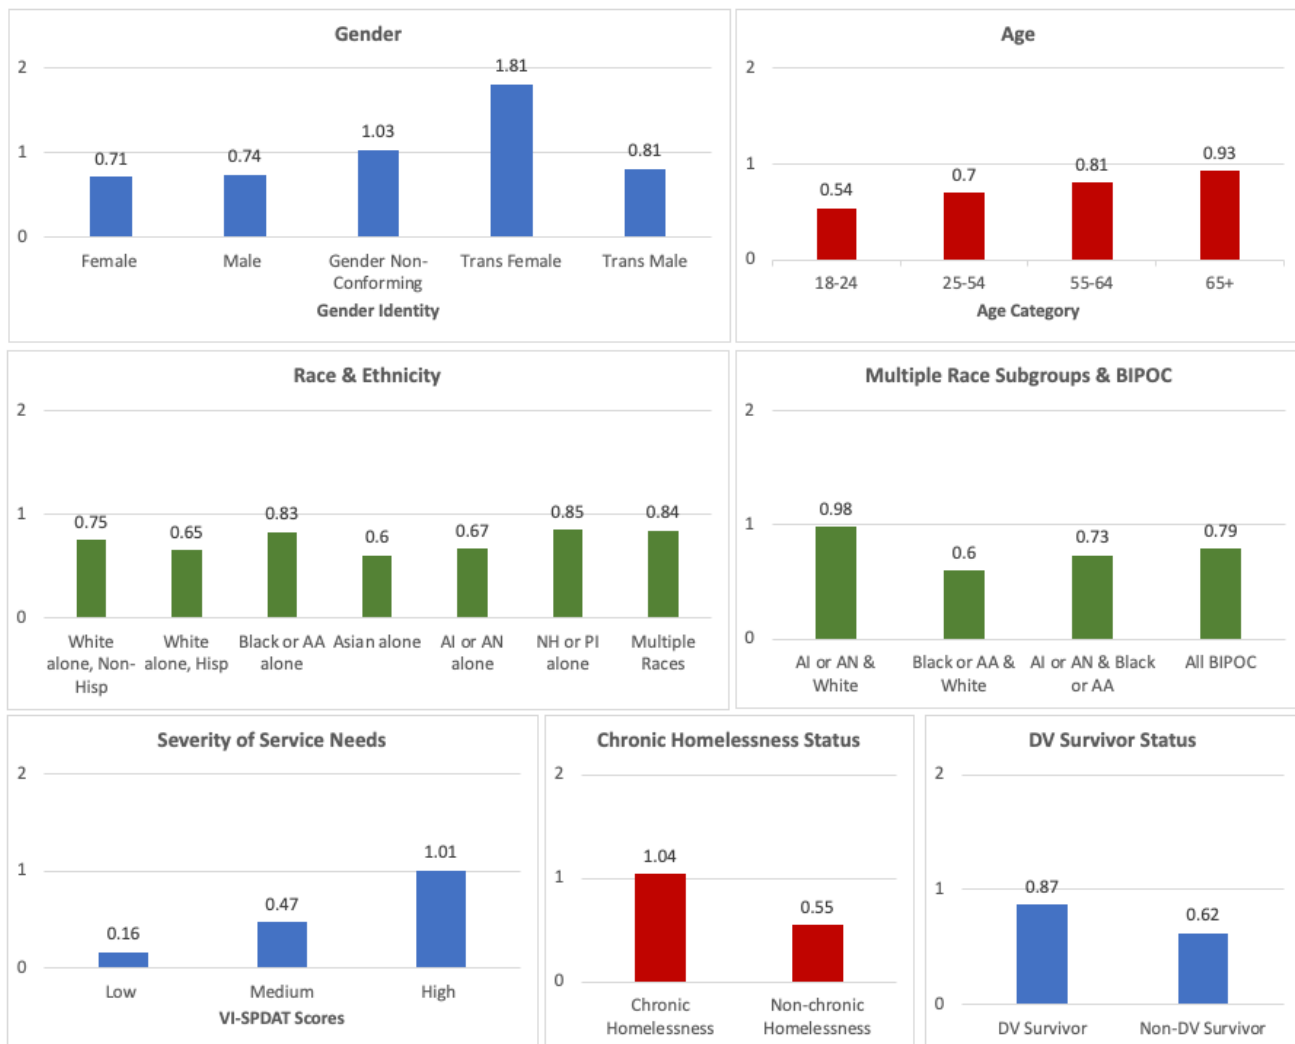 Gender
2
1
0
0.71
0.74
1.03
1.81
0.81
Female
Male
Gender Non-
Conforming
Trans Female
Trans Male
Gender Identity
Age
2
1
0
0.54
0.7
0.81
0.93
18-24
25-54
55-64
65+
Age Category
Race & Ethnicity
2
1
0
0.75
0.65
0.83
0.6
0.67
0.85
0.84
White
alone, Non-
Hisp
White
alone, Hisp
Black or AA
alone
Asian alone
AI or AN
alone
NH or PI
alone
Multiple
Races
Multiple Race Subgroups & BIPOC
2
1
0
0.98
0.6
0.73
0.79
AI or AN &
White
Black or AA &
White
AI or AN & Black
or AA
All BIPOC
Severity of Service Needs
2
1
0
0.16
0.47
1.01
Low
Medium
High
VI-SPDAT Scores
Chronic Homelessness Status
2
1
0
1.04
0.55
Chronic
Homelessness
Non-chronic
Homelessness
DV Survivor Status
2
1
0
0.87
0.62
DV Survivor
Non-DV Survivor